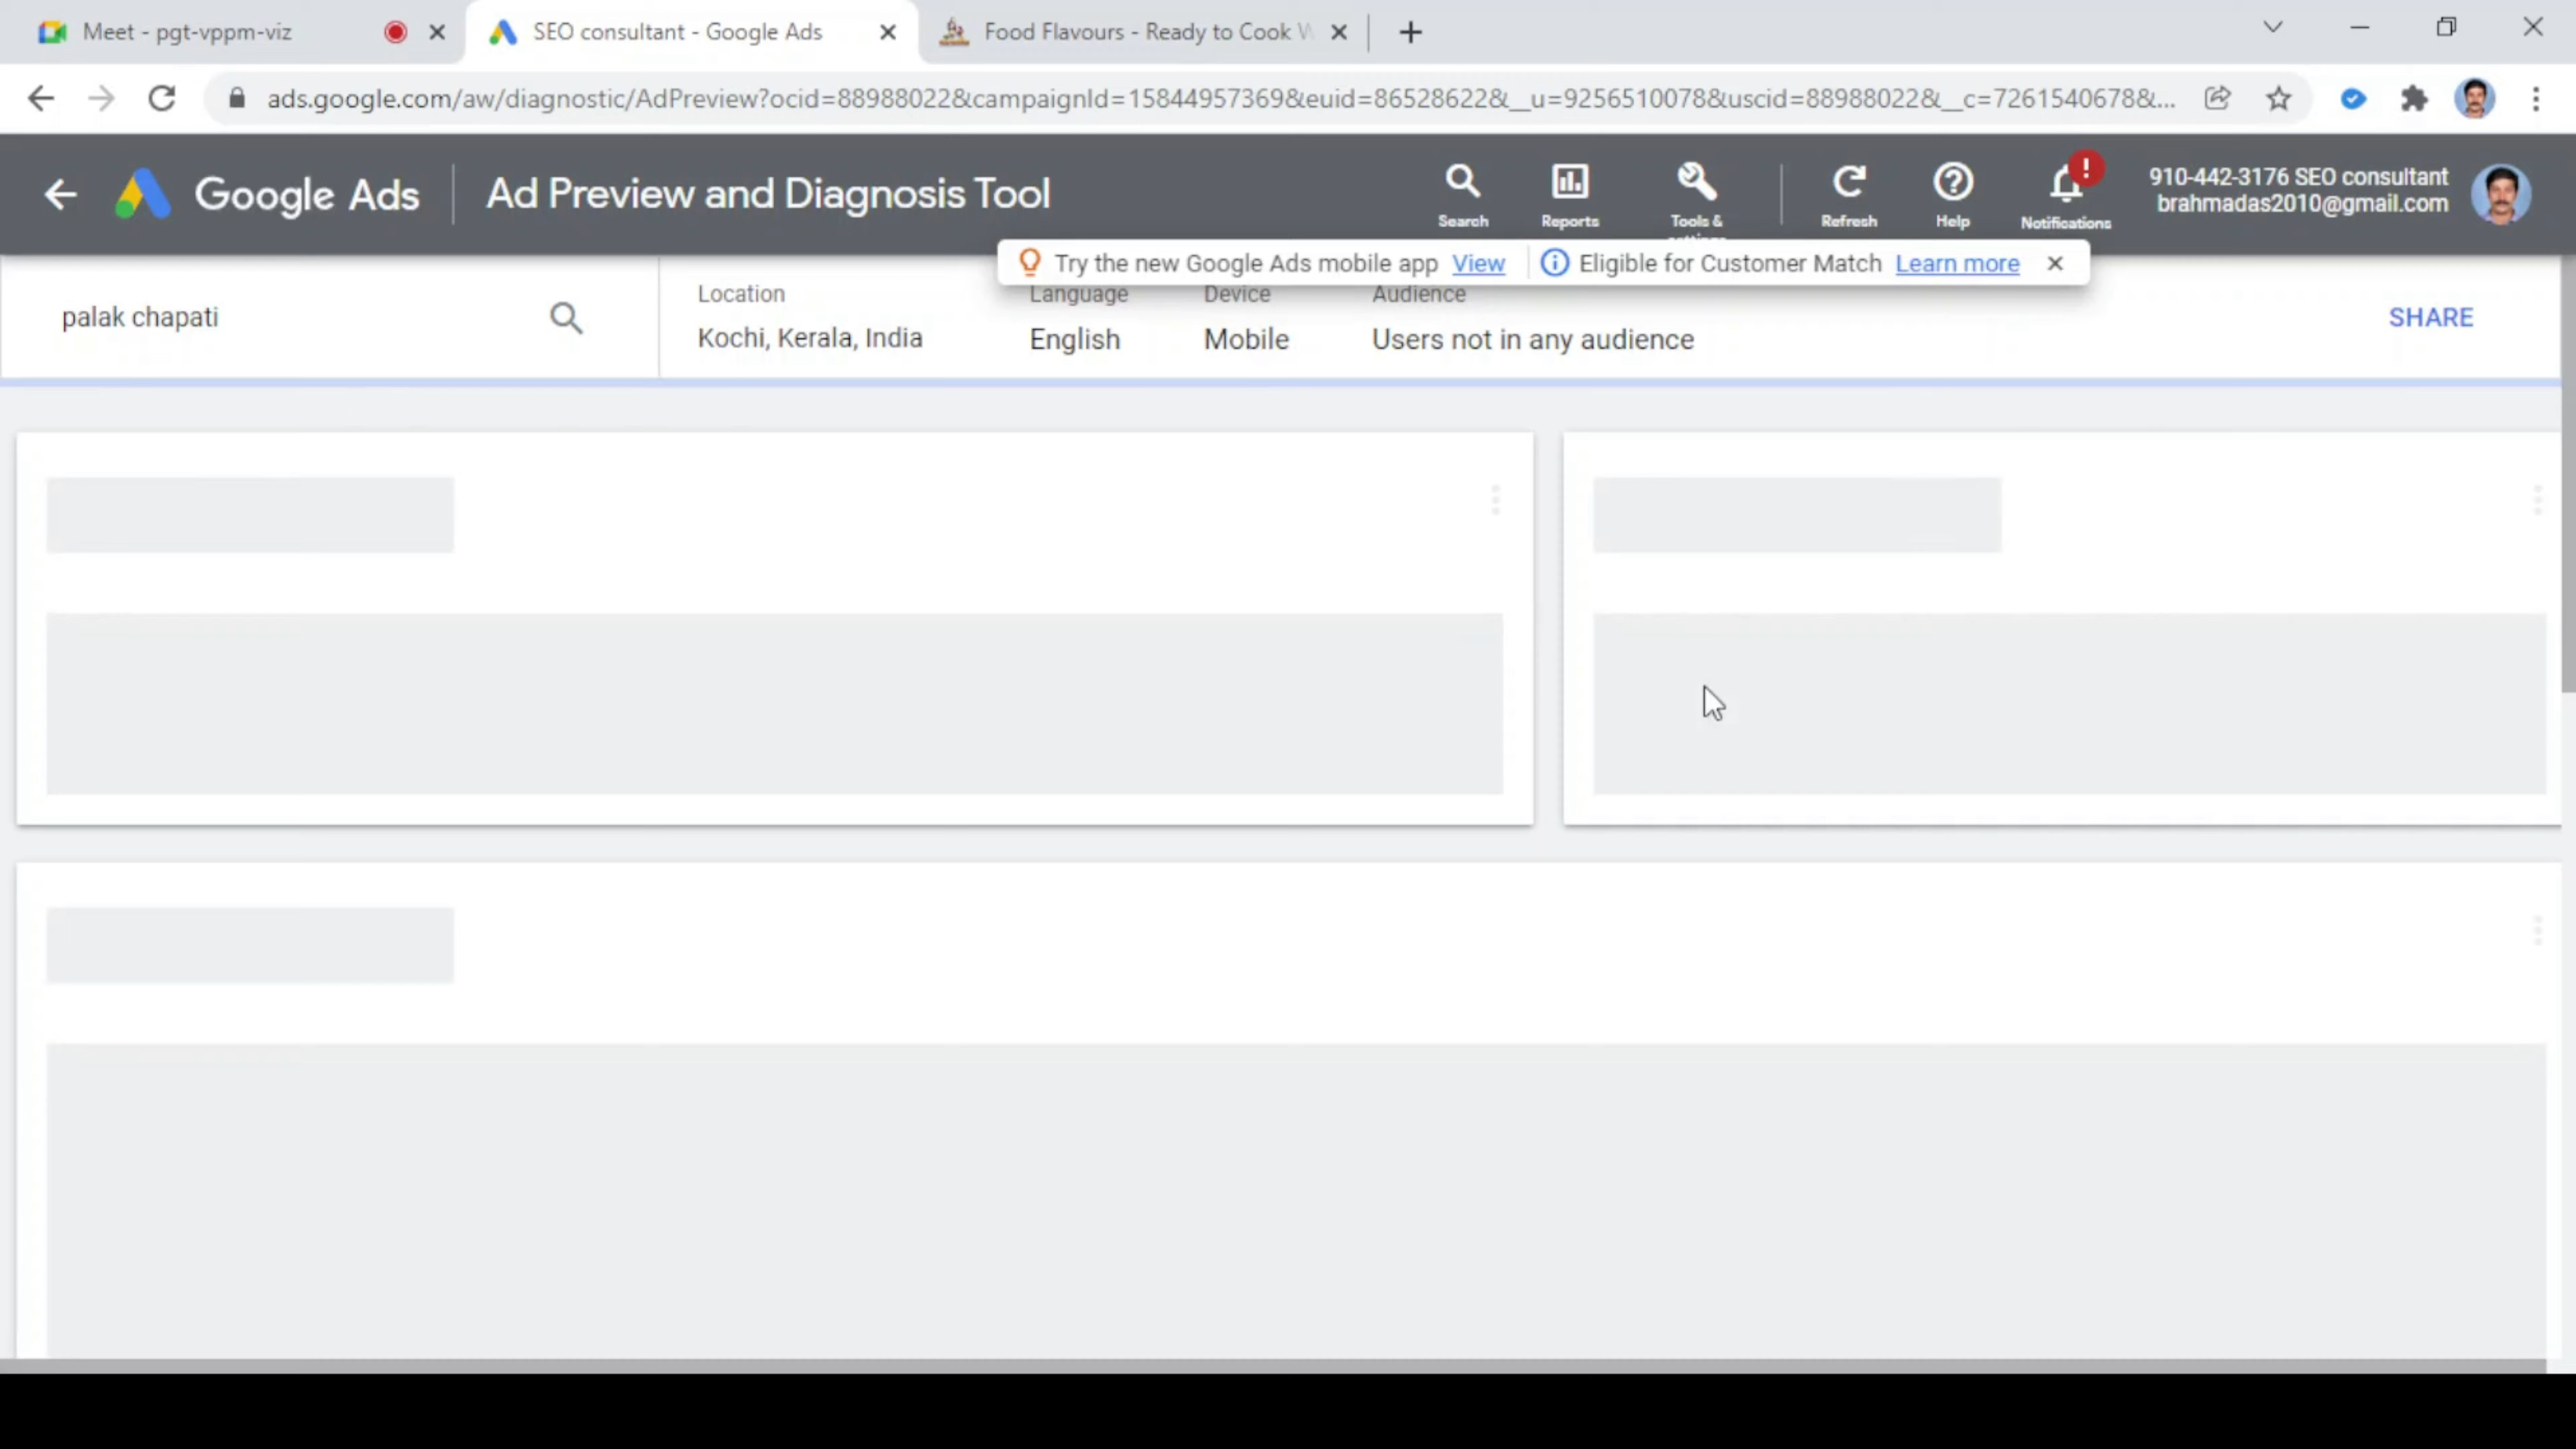 Meet - pgt-vppm-viz
SEO consultant - Google Ads
Food Flavours - Ready to Cook
ads.google.com/aw/diagnostic/AdPreview?ocid=88988022&campaignId=15844957369&euid=86528622&__u=9256510078&uscid=88988022&__c=7261540678&...
Google Ads
Ad Preview and Diagnosis Tool
Search
Reports
Tools &
Refresh
Help
Notifications
910-442-3176 SEO consultant
brahmadas2010@gmail.com
Try the new Google Ads mobile app View
Eligible for Customer Match Learn more
palak chapati
Location
Kochi, Kerala, India
Language
English
Device
Mobile
Audience
Users not in any audience
SHARE